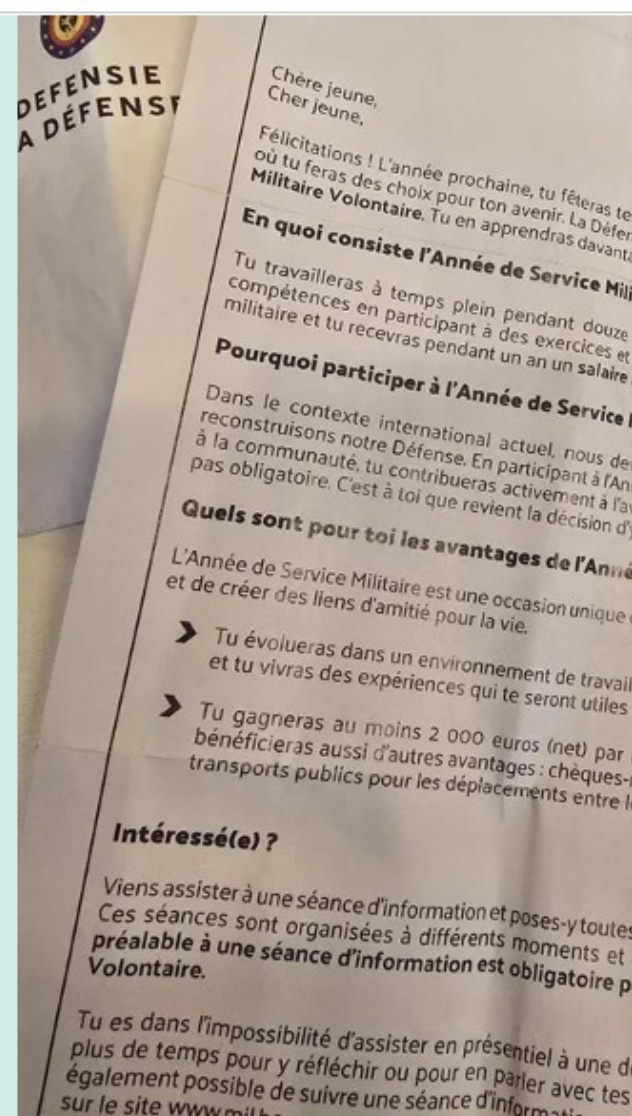 DEFENSIE
LA DÉFENSE
Chère jeune,
Cher jeune,
Félicitations ! L'année prochaine, tu fêteras
où tu feras des choix pour ton avenir. La
Militaire Volontaire. Tu en apprendras
En quoi consiste l'Année de Service
Tu travailleras à temps plein pendant douze
compétences en participant à des exercices et
militaire et tu recevras pendant un an un salaire
Pourquoi participer à l'Année de Service
Dans le contexte international actuel, nous
reconstruisons notre Défense. En participant à
à la communauté, tu contribueras activement à
pas obligatoire. C'est à toi que revient la décision
Quels sont pour toi les avantages de
L'Année de Service Militaire est une occasion unique
et de créer des liens d'amitié pour la vie.
Tu évolueras dans un environnement de travail
et tu vivras des expériences qui te seront utiles
Tu gagneras au moins 2 000 euros (net) par
bénéficieras aussi d'autres avantages :
transports publics pour les déplacements entre
Intéressé(e) ?
Viens assister à une séance d'information et poses-y toutes
Ces séances sont organisées à différents moments et
préalable à une séance d'information est obligatoire
Volontaire.
Tu es dans l'impossibilité d'assister en présentiel à une
plus de temps pour y réfléchir ou pour en parler avec tes
également possible de suivre une séance
sur le site